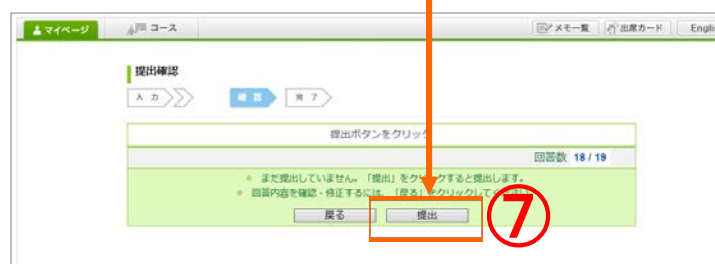 マイページ コース メモ一覧 出席カード Engli
提出確認
入力 確認 完了
提出ボタンをクリック
回答数 18 / 19
まだ提出していません。「提出」をクリックすると提出します。
回答内容を確認・修正するには、「戻る」をクリックしてください。
戻る 提出
⑦